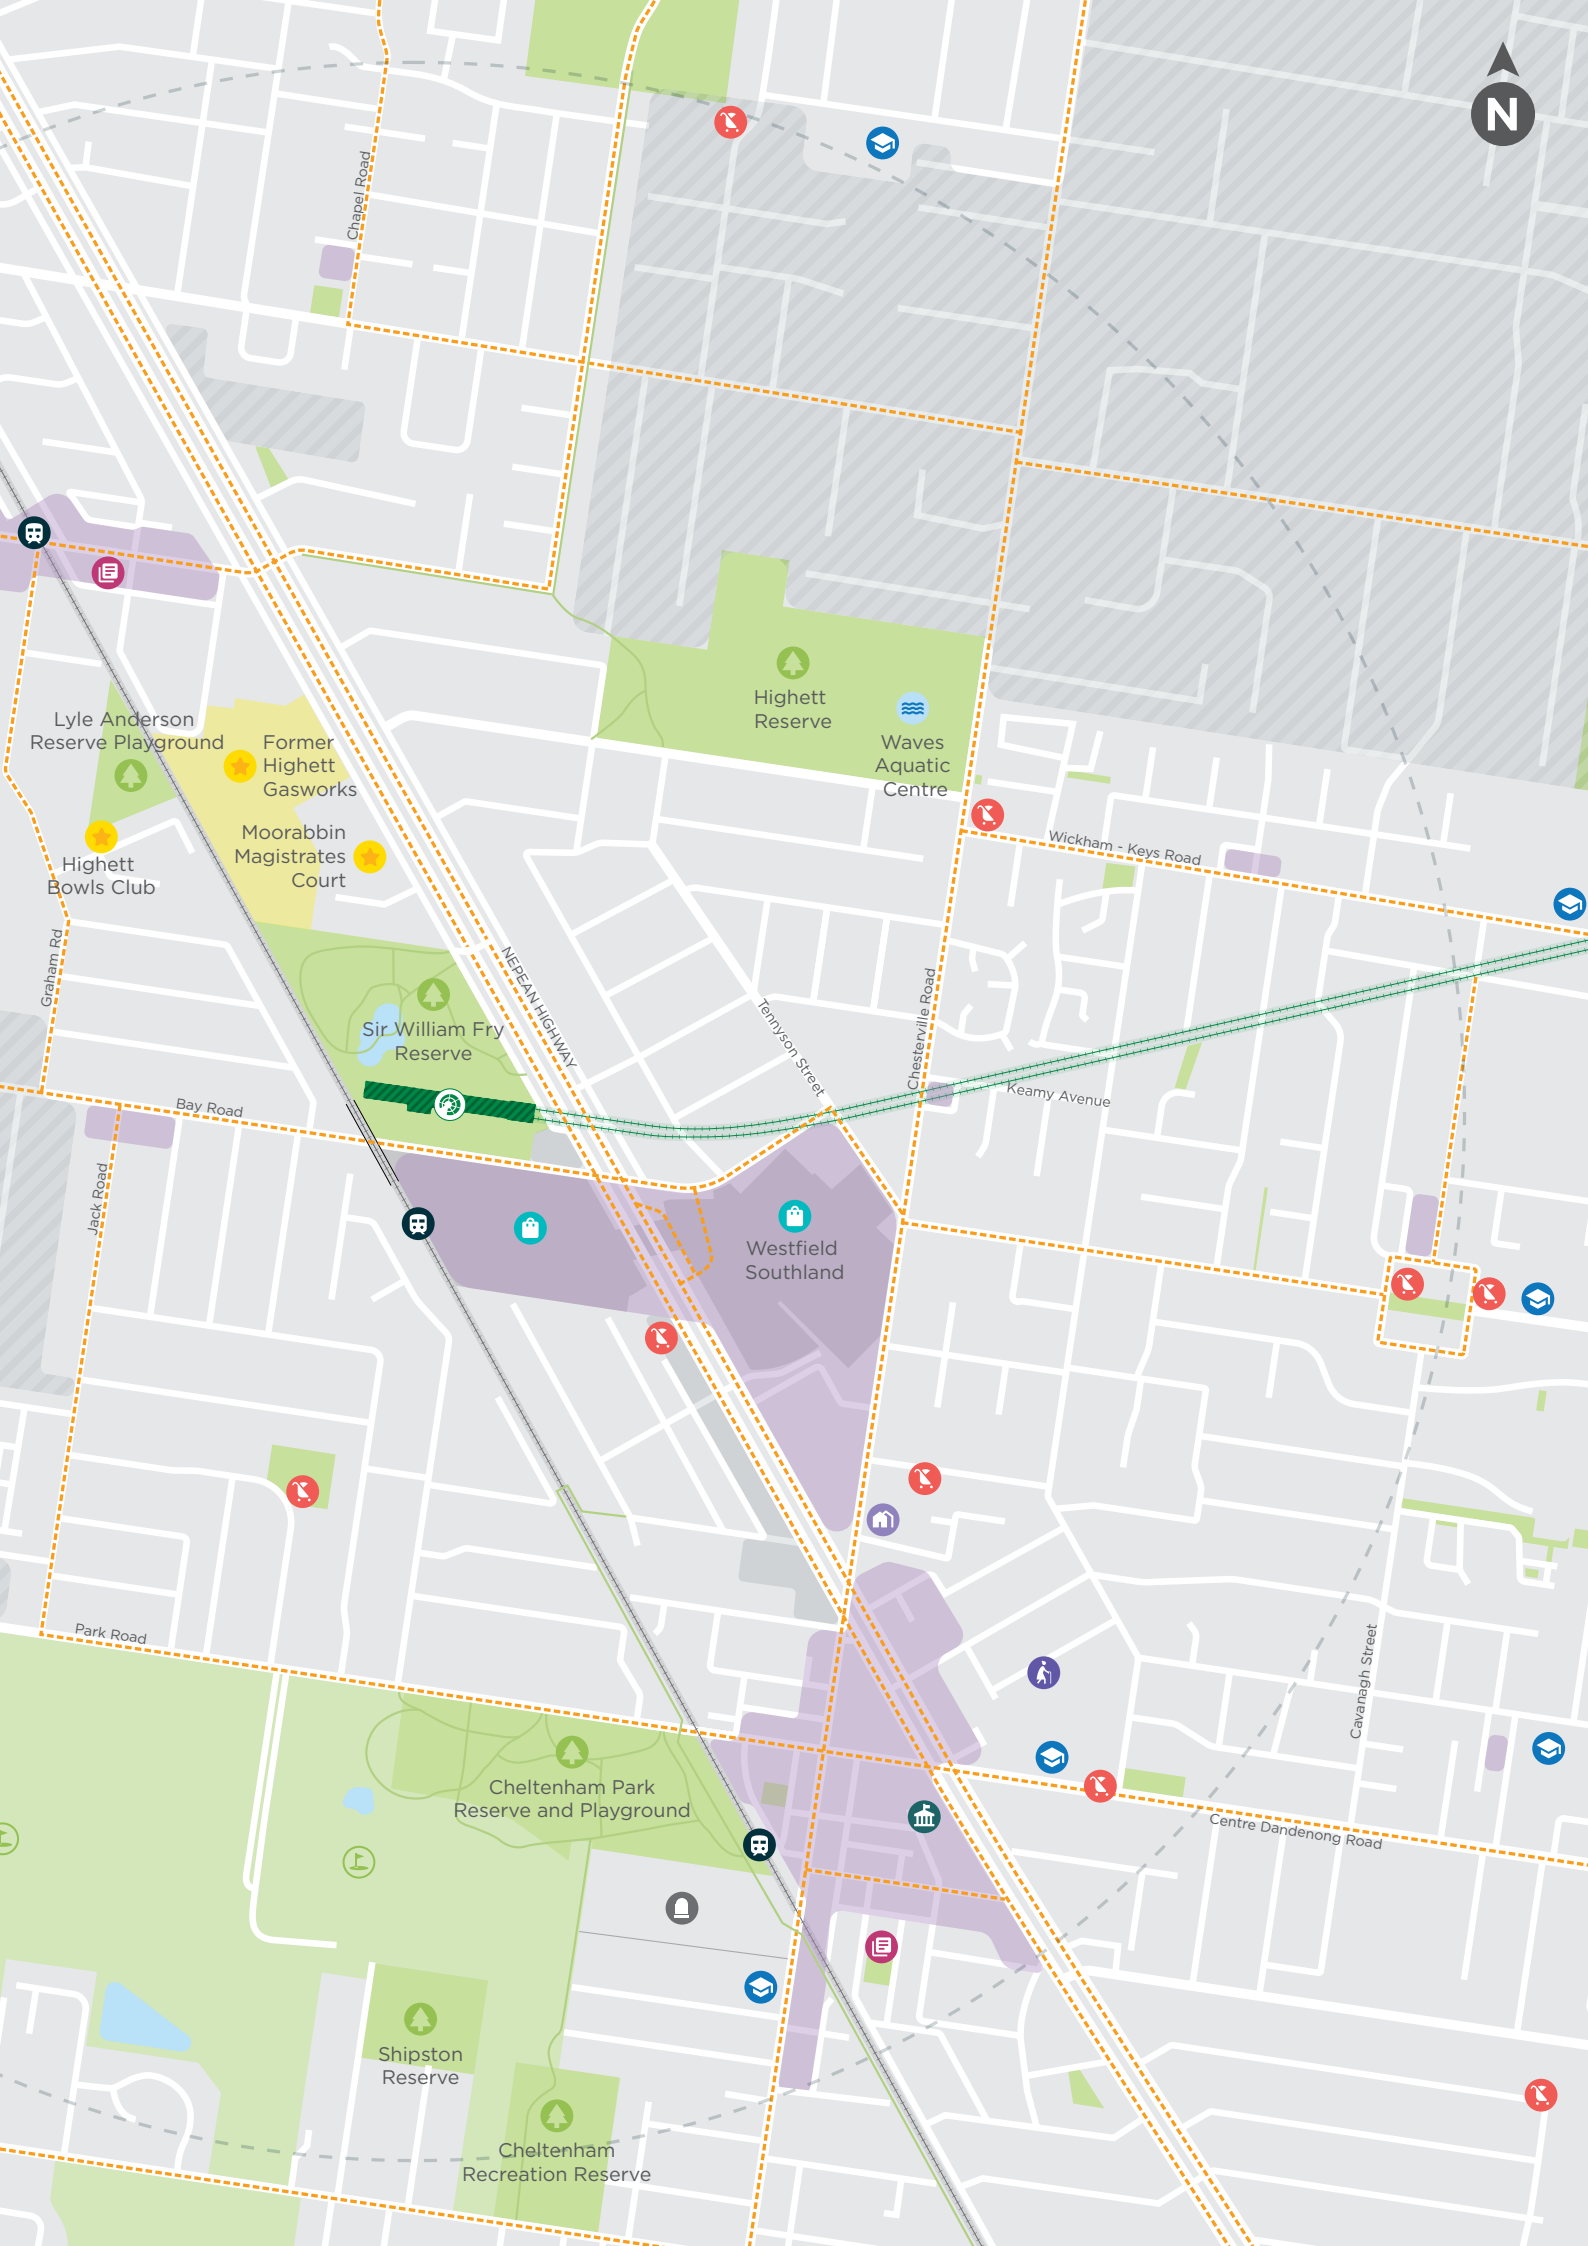 N
Chapel Road
Highett
Reserve
Waves
Aquatic
Centre
Lyle Anderson
Reserve Playground
Former
Highett
Gasworks
Moorabbin
Magistrates
Court
Highett
Bowls Club
Wickham - Keys Road
Graham Rd
NEPEAN HIGHWAY
Sir William Fry
Reserve
Tennyson Street
Chesterville Road
Keamy Avenue
Bay Road
Jack Road
Westfield
Southland
Park Road
Cavanagh Street
Cheltenham Park
Reserve and Playground
Centre Dandenong Road
Shipston
Reserve
Cheltenham
Recreation Reserve